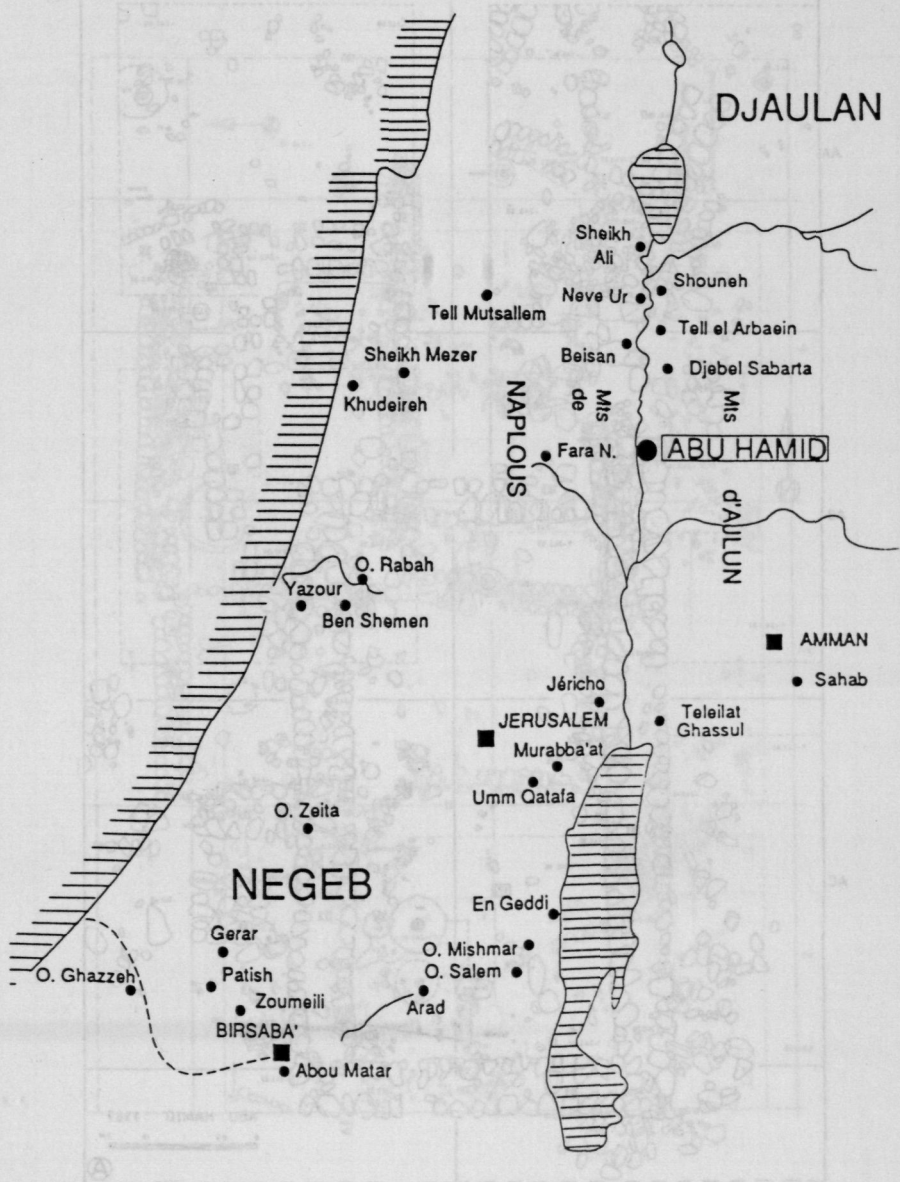 DJAULAN
Sheikh
Ali
Shouneh
Neve Ur
Tell Mutsallem
Tell el Arbaein
Beisan
Sheikh Mezer
Djebel Sabarta
Khudeireh
NAPLOUS
Mts
de
Mts
d'AJLUN
Fara N.
ABU HAMID
O. Rabah
Yazour
Ben Shemen
AMMAN
Sahab
Jéricho
JERUSALEM
Teleilat
Ghassul
Murabba'at
Umm Qatafa
O. Zeita
NEGEB
En Geddi
Gerar
O. Mishmar
O. Ghazzeh
Patish
O. Salem
Zoumeili
Arad
BIRSABA'
Abou Matar